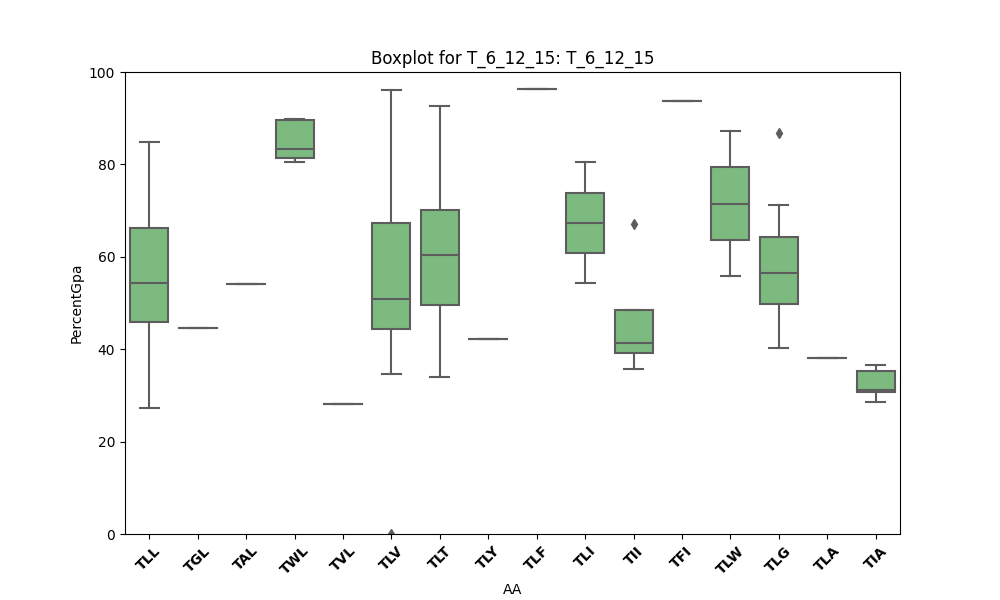 Boxplot for T_6_12_15: T_6_12_15
100
80
60
40
20
0
PercentGpa
TLL TGL TAL TWL TVL TLV TLT TLY TLF TLI TII TFI TLW TLG TLA TIA
AA